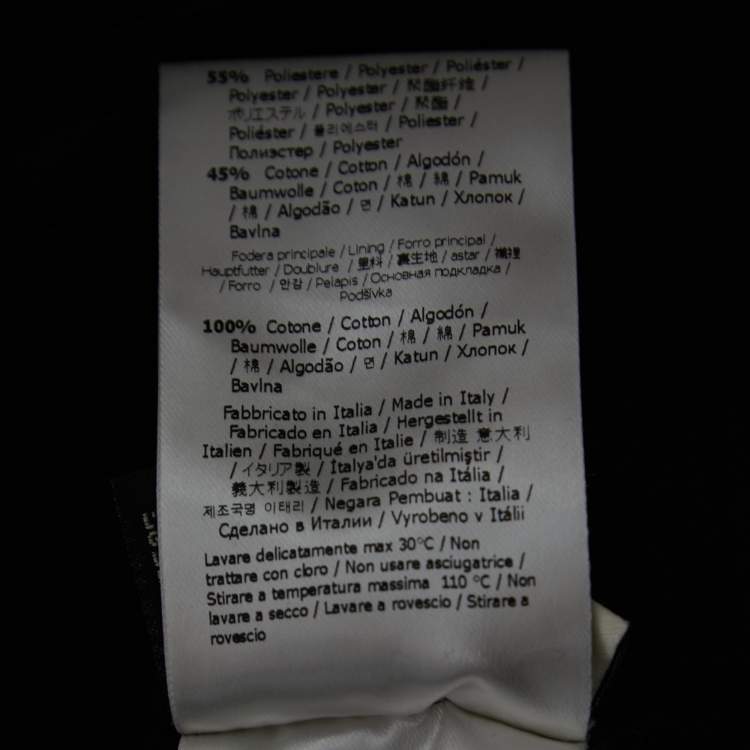 55% Poliestere / Polyester / Poliéster /
Polyester / Polyester / 聚酯纤维 /
ポリエステル / Polyester / 聚酯 /
Poliéster / 폴리에스터 / Poliester /
Полиэстер / Polyester
45% Cotone / Cotton / Algodón /
Baumwolle / Coton / 棉 / 綿 / Pamuk
/ 棉 / Algodão / 면 / Katun / Хлопок /
Bavlna
Fodera principale / Lining / Forro principal /
Hauptfutter / Doublure / 里料 / 裏生地 / astar / 襯裡
/ Forro / 안감 / Pelapis / Основная подкладка /
Podšívka
100% Cotone / Cotton / Algodón /
Baumwolle / Coton / 棉 / 綿 / Pamuk
/ 棉 / Algodão / 면 / Katun / Хлопок /
Bavlna
Fabbricato in Italia / Made in Italy /
Fabricado en Italia / Hergestellt in
Italien / Fabriqué en Italie / 制造 意大利
/ イタリア製 / İtalya'da üretilmiştir /
義大利製造 / Fabricado na Itália /
제조국명 이태리 / Negara Pembuat : Italia /
Сделано в Италии / Vyrobeno v Itálii
Lavare delicatamente max 30°C / Non
trattare con cloro / Non usare asciugatrice /
Stirare a temperatura massima 110 °C / Non
lavare a secco / Lavare a rovescio / Stirare a
rovescio